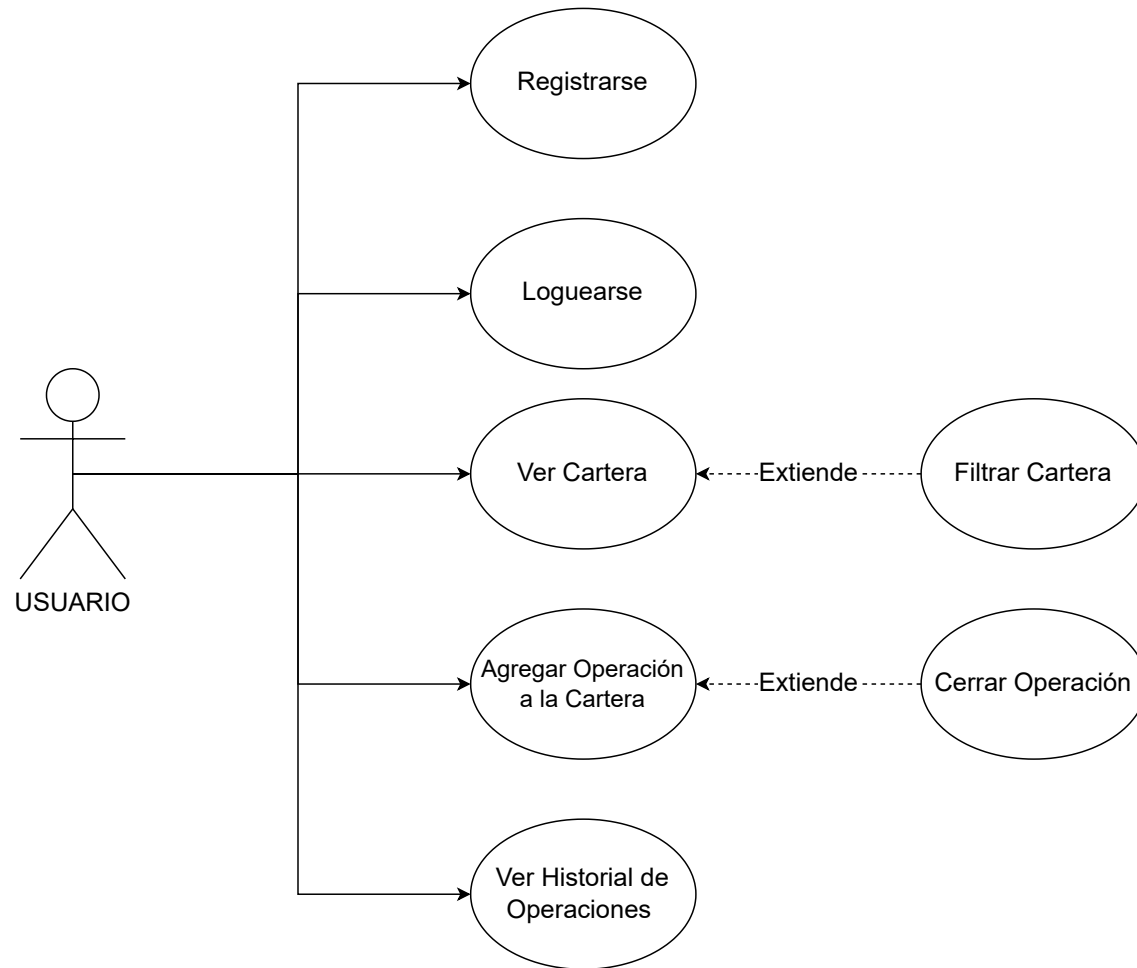 Registrarse
Loguearse
Ver Cartera
Extiende
Filtrar Cartera
USUARIO
Agregar Operación
a la Cartera
Extiende
Cerrar Operación
Ver Historial de
Operaciones